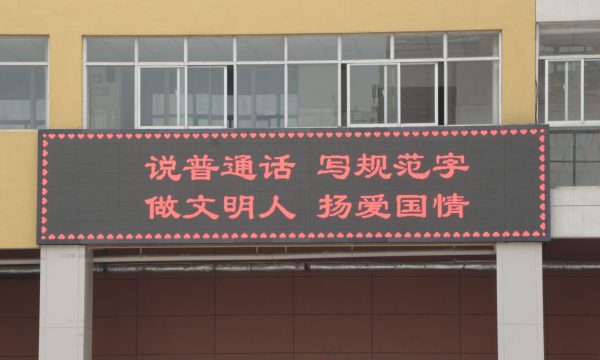 说普通话 写规范字
做文明人 扬爱国情